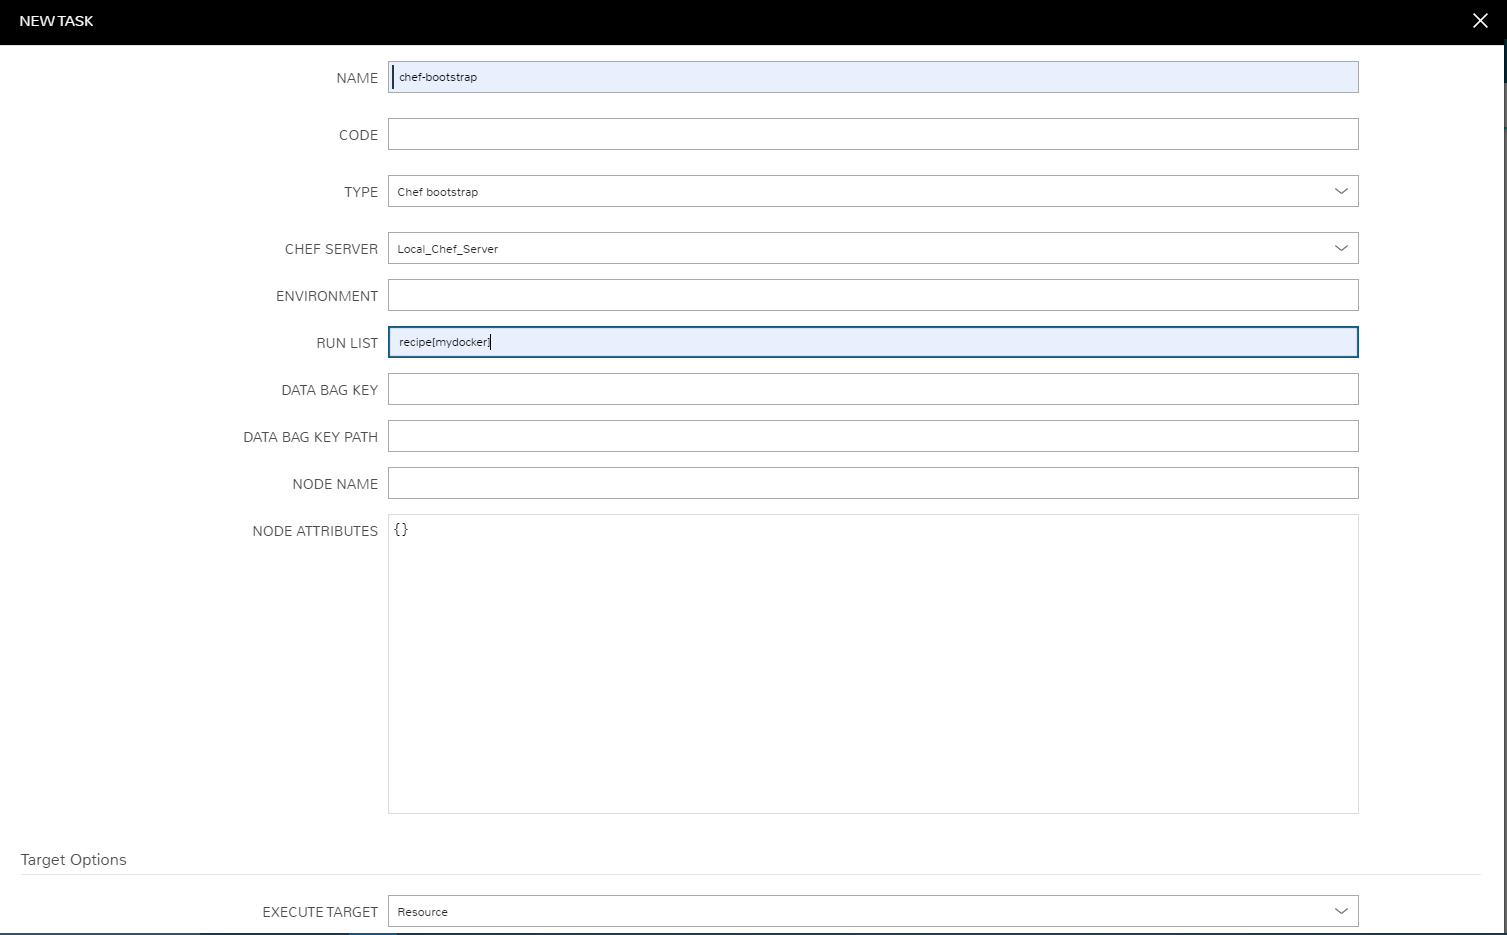 NEW TASK
NAME chef-bootstrap
CODE
TYPE Chef bootstrap
CHEF SERVER Local_Chef_Server
ENVIRONMENT
RUN LIST recipe[mydocker]
DATA BAG KEY
DATA BAG KEY PATH
NODE NAME
NODE ATTRIBUTES {}
Target Options
EXECUTE TARGET Resource